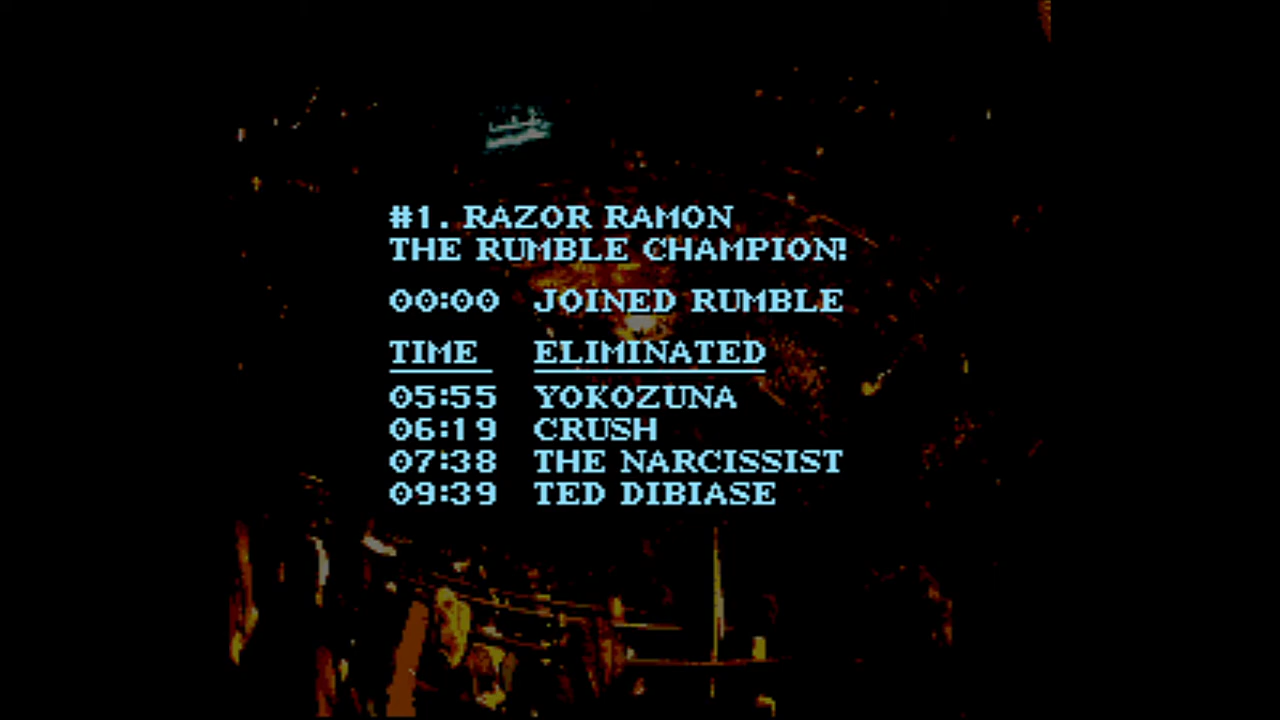 #1. RAZOR RAMON
THE RUMBLE CHAMPION!
00:00 JOINED RUMBLE
TIME ELIMINATED
05:55 YOKOZUNA
06:19 CRUSH
07:38 THE NARCISSIST
09:39 TED DIBIASE